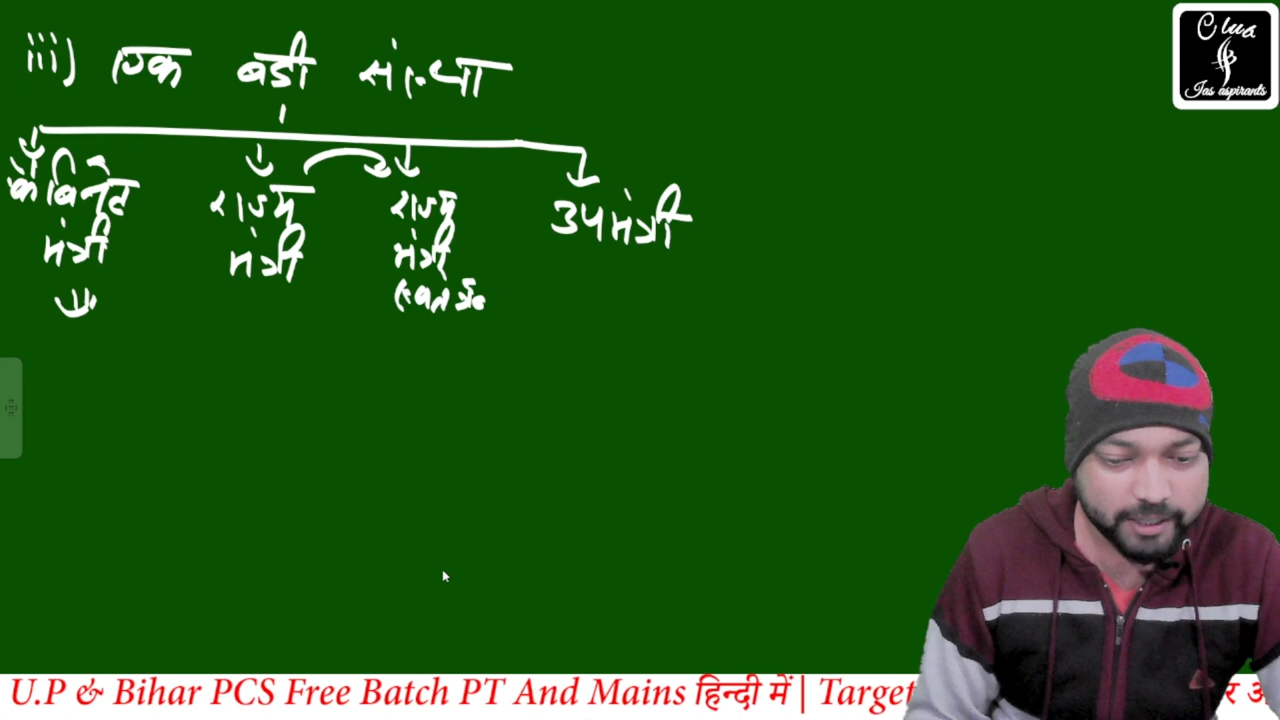 iii) एक बडी संस्था
कैबिनेट
मंत्री
राज्य
मंत्री
राज्य
मंत्री
स्वतंत्र
उपमंत्री
Clue
Ias aspirants
U.P & Bihar PCS Free Batch PT And Mains हिन्दी में | Target